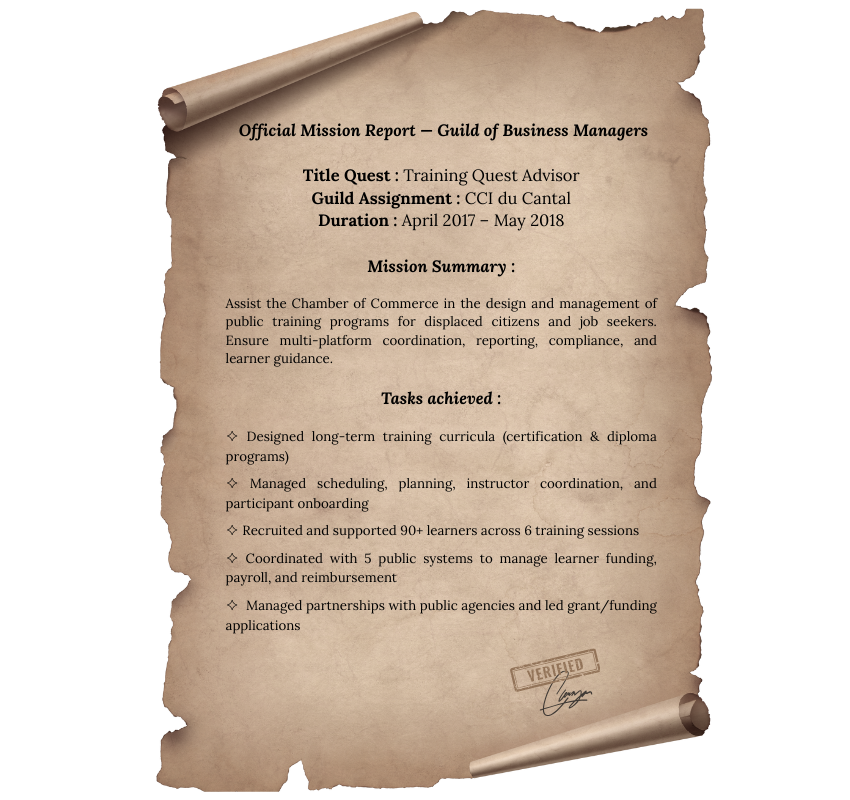 Official Mission Report — Guild of Business Managers
Title Quest : Training Quest Advisor
Guild Assignment : CCI du Cantal
Duration : April 2017 – May 2018
Mission Summary :
Assist the Chamber of Commerce in the design and management of
public training programs for displaced citizens and job seekers.
Ensure multi-platform coordination, reporting, compliance, and
learner guidance.
Tasks achieved :
✧ Designed long-term training curricula (certification & diploma
programs)
✧ Managed scheduling, planning, instructor coordination, and
participant onboarding
✧ Recruited and supported 90+ learners across 6 training sessions
✧ Coordinated with 5 public systems to manage learner funding,
payroll, and reimbursement
✧ Managed partnerships with public agencies and led grant/funding
applications
VERIFIED